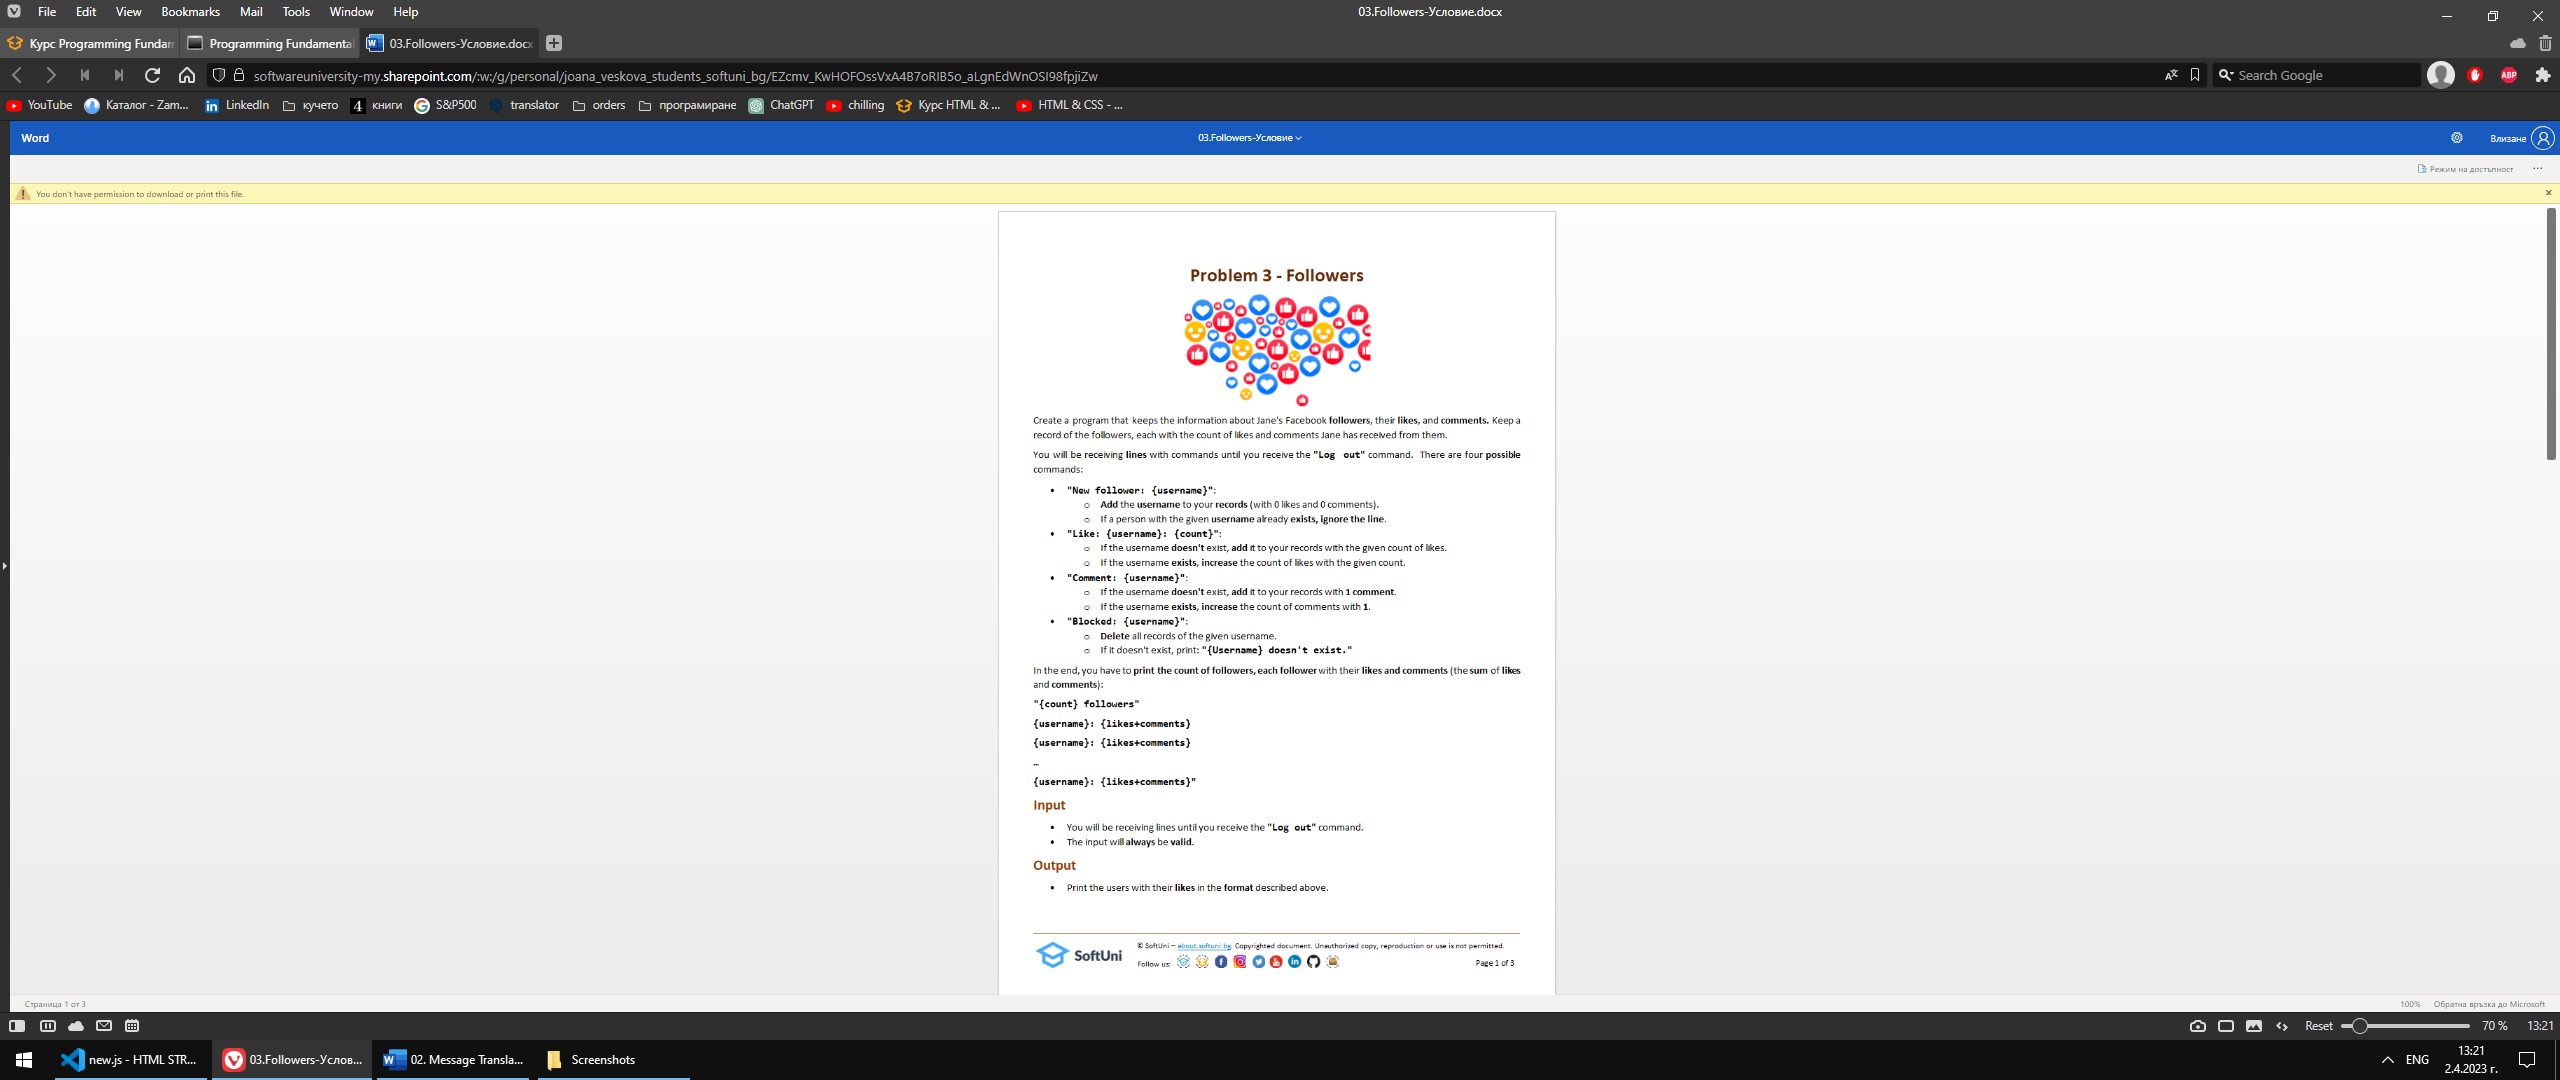 File Edit View Bookmarks Mail Tools Window Help
03.Followers-Условие.docx
Курс Programming Fundam
Programming Fundamenta
03.Followers-Условие.docx
softwareuniversity-my.sharepoint.com/:w:/g/personal/joana_veskova_students_softuni_bg/EZcmv_KwHOFOssVxA4B7oRIB5o_aLgnEdWnOSI98fpjiZw
Search Google
ABP
YouTube
Каталог - Zam...
LinkedIn
кучето
4 книги
S&P500
translator
orders
програмиране
ChatGPT
chilling
Курс HTML & ...
HTML & CSS - ...
Word
03.Followers-Условие
Влизане
Режим на достъпност
You don't have permission to download or print this file.
Problem 3 - Followers
Create a program that keeps the information about Jane's Facebook followers, their likes, and comments. Keep a
record of the followers, each with the count of likes and comments Jane has received from them.
You will be receiving lines with commands until you receive the "Log out" command. There are four possible
commands:
• "New follower: {username}":
o Add the username to your records (with 0 likes and 0 comments).
o If a person with the given username already exists, ignore the line.
• "Like: {username}: {count}":
o If the username doesn't exist, add it to your records with the given count of likes.
o If the username exists, increase the count of likes with the given count.
• "Comment: {username}":
o If the username doesn't exist, add it to your records with 1 comment.
o If the username exists, increase the count of comments with 1.
• "Blocked: {username}":
o Delete all records of the given username.
o If it doesn't exist, print: "{Username} doesn't exist."
In the end, you have to print the count of followers, each follower with their likes and comments (the sum of likes
and comments):
"{count} followers"
{username}: {likes+comments}
{username}: {likes+comments}
…
{username}: {likes+comments}"
Input
• You will be receiving lines until you receive the "Log out" command.
• The input will always be valid.
Output
• Print the users with their likes in the format described above.
SoftUni
© SoftUni – about.softuni.bg. Copyrighted document. Unauthorized copy, reproduction or use is not permitted.
Follow us:
Page 1 of 3
Страница 1 от 3
100%
Обратна връзка до Microsoft
Reset
70 %
13:21
new.js - HTML STR...
03.Followers-Услов...
02. Message Transla...
Screenshots
ENG
13:21
2.4.2023 г.